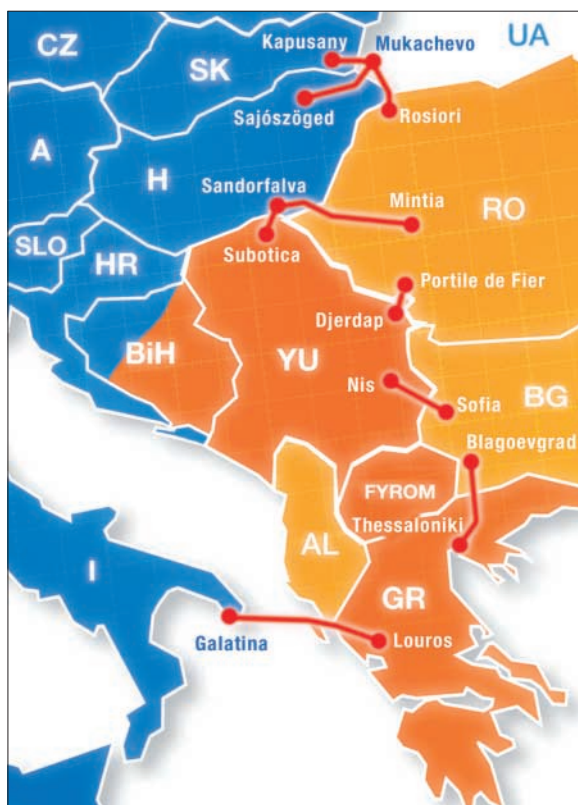 CZ
UA
Kapusany
Mukachevo
SK
Sajószöged
Rosiori
A
H
Sandorfalva
Mintia
RO
SLO
HR
Subotica
Portile de Fier
Djerdap
BiH
YU
Nis
Sofia
BG
Blagoevgrad
FYROM
Thessaloniki
AL
I
GR
Galatina
Louros